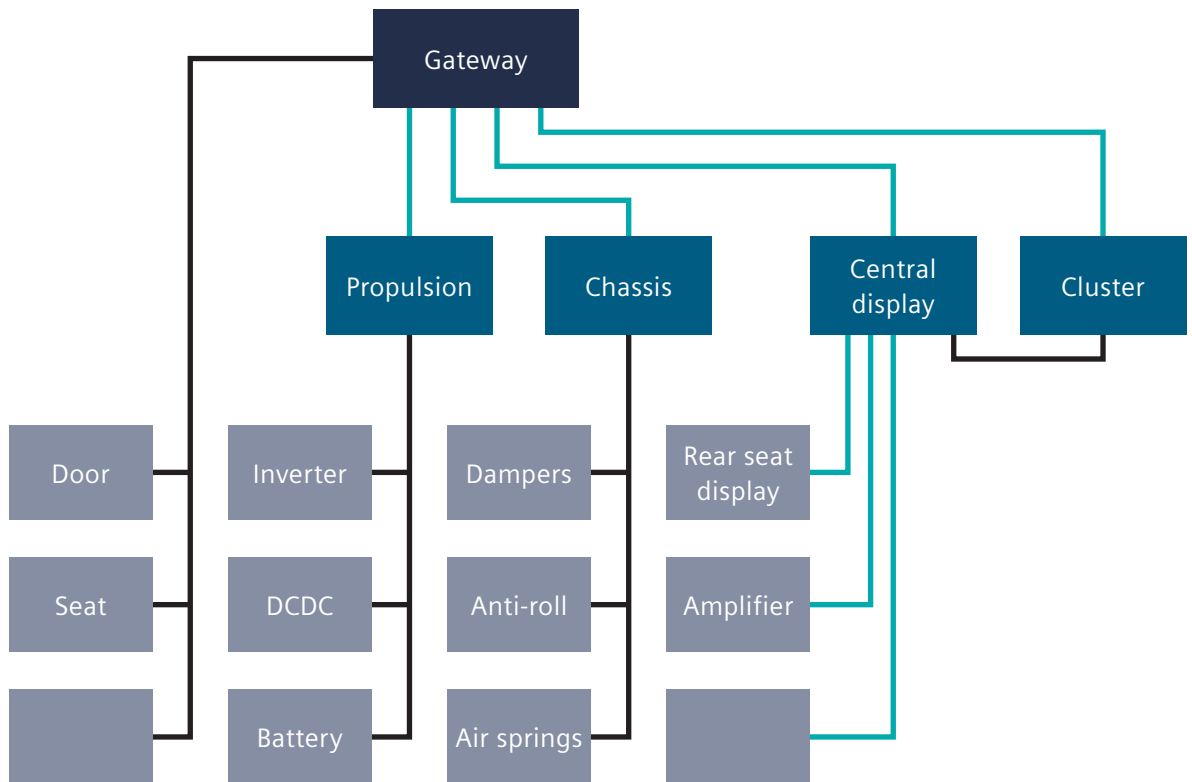 Gateway
Propulsion
Chassis
Central
display
Cluster
Door
Inverter
Dampers
Rear seat
display
Seat
DCDC
Anti-roll
Amplifier
Battery
Air springs